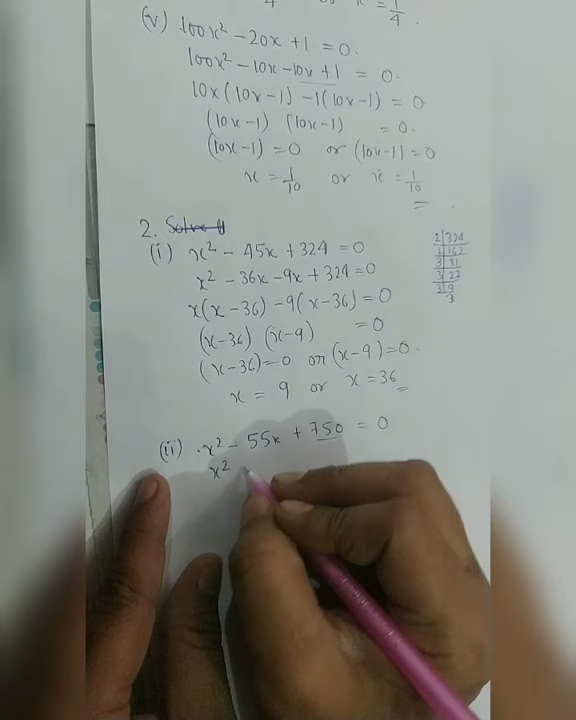 x = 1/4.
(v) 100x² - 20x + 1 = 0.
100x² - 10x - 10x + 1 = 0.
10x(10x-1) -1(10x-1) = 0
(10x-1) (10x-1) = 0.
(10x-1) = 0 or (10x-1) = 0
x = 1/10 or x = 1/10
=
2. Solve
(i) x² - 45x + 324 = 0
x² - 36x - 9x + 324 = 0
x(x-36) - 9(x-36) = 0
(x-36) (x-9) = 0
(x-36) = 0 or (x-9) = 0.
x = 9 or x = 36
=
2|324
2|162
3|81
3|27
3|9
3
(ii) x² - 55x + 750 = 0
x²